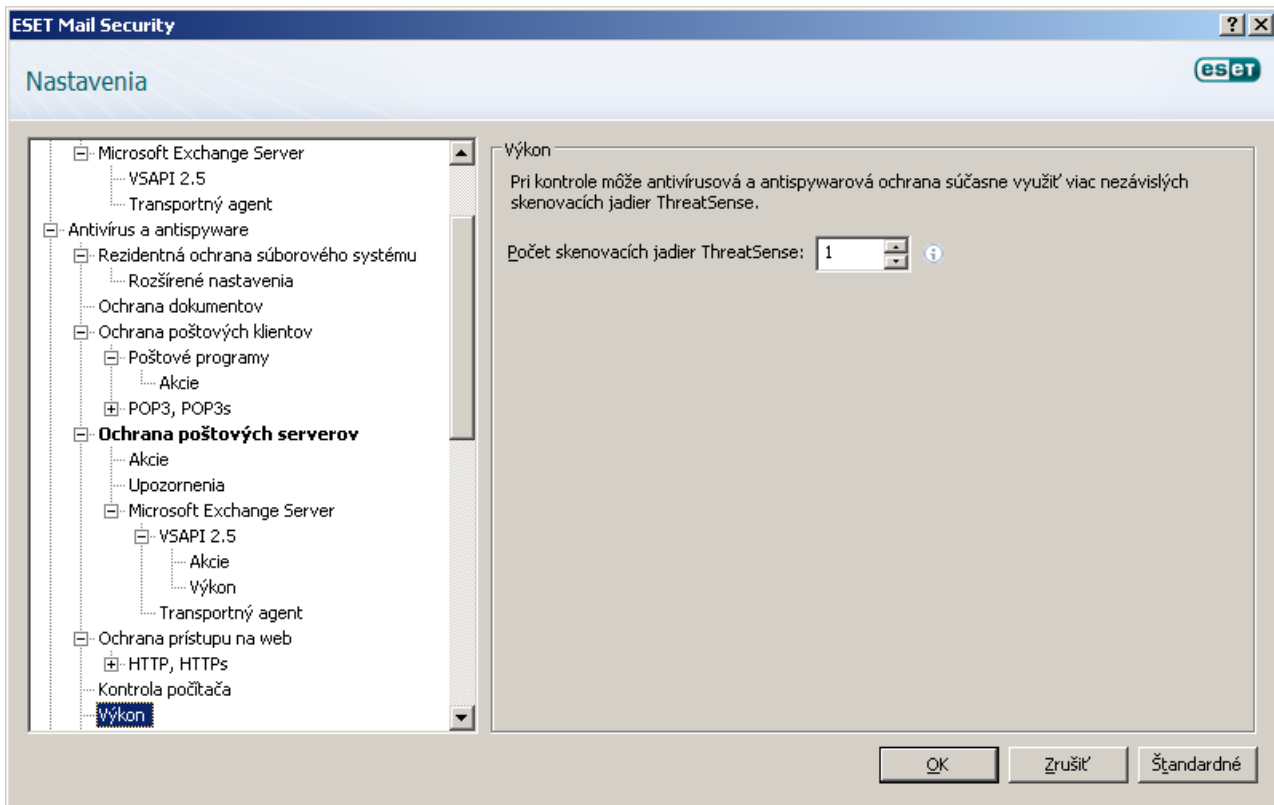 ESET Mail Security
Nastavenia
eset
Microsoft Exchange Server
VSAPI 2.5
Transportný agent
Antivírus a antispyware
Rezidentná ochrana súborového systému
Rozšírené nastavenia
Ochrana dokumentov
Ochrana poštových klientov
Poštové programy
Akcie
POP3, POP3s
Ochrana poštových serverov
Akcie
Upozornenia
Microsoft Exchange Server
VSAPI 2.5
Akcie
Výkon
Transportný agent
Ochrana prístupu na web
HTTP, HTTPs
Kontrola počítača
Výkon
Výkon
Pri kontrole môže antivírusová a antispywarová ochrana súčasne využiť viac nezávislých
skenovacích jadier ThreatSense.
Počet skenovacích jadier ThreatSense: 1
OK
Zrušiť
Štandardné